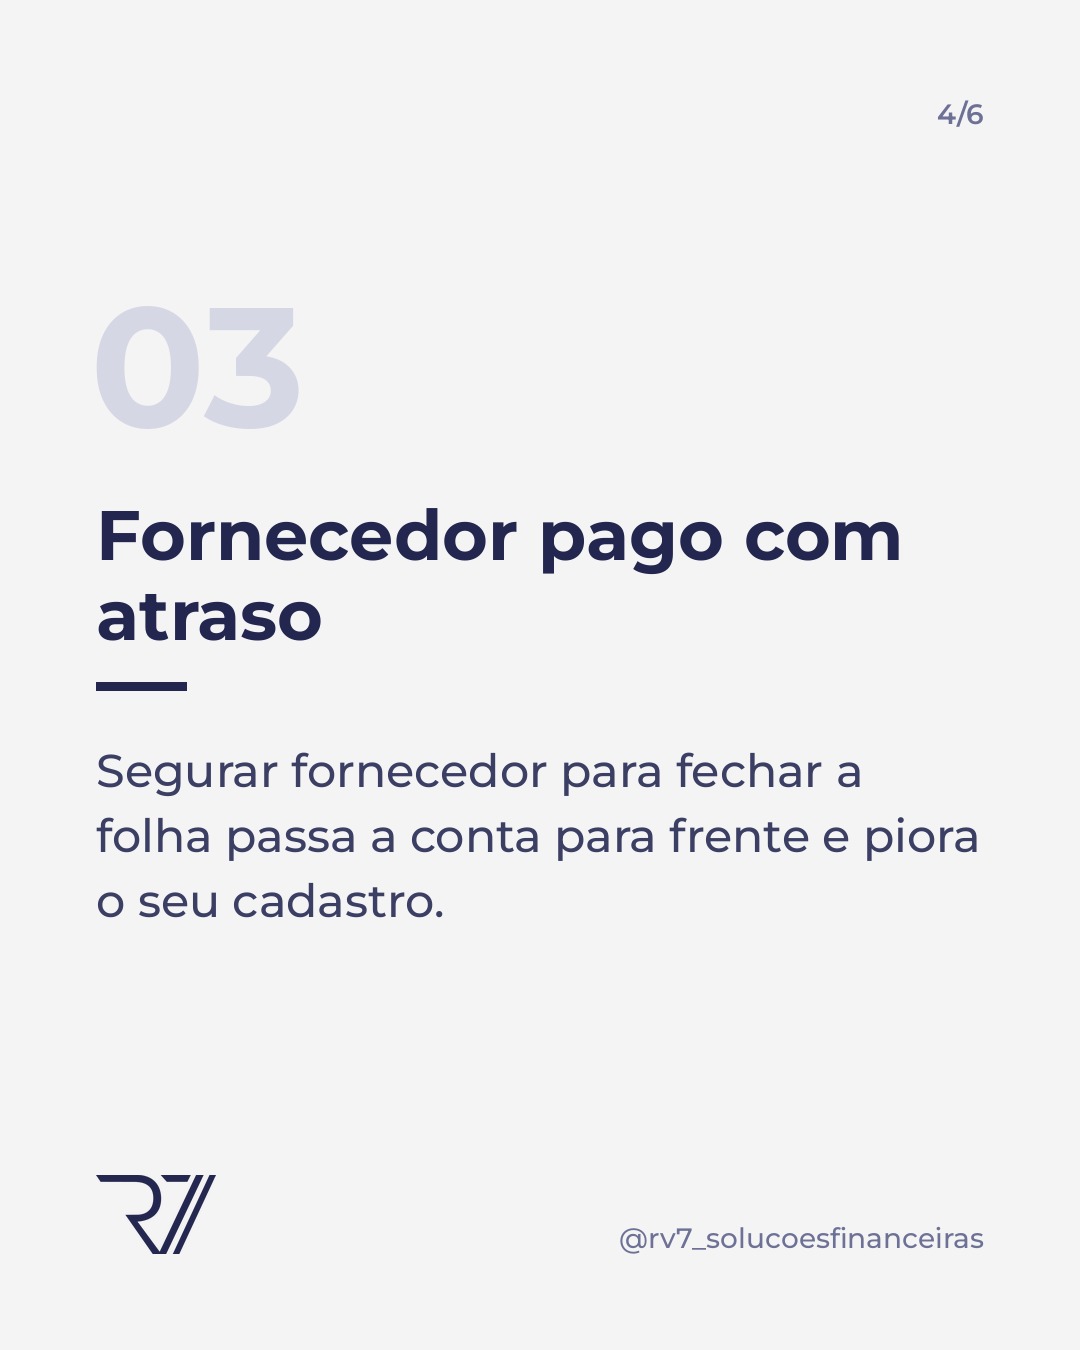 4/6
03
Fornecedor pago com
atraso
Segurar fornecedor para fechar a
folha passa a conta para frente e piora
o seu cadastro.
RV7
@rv7_solucoesfinanceiras